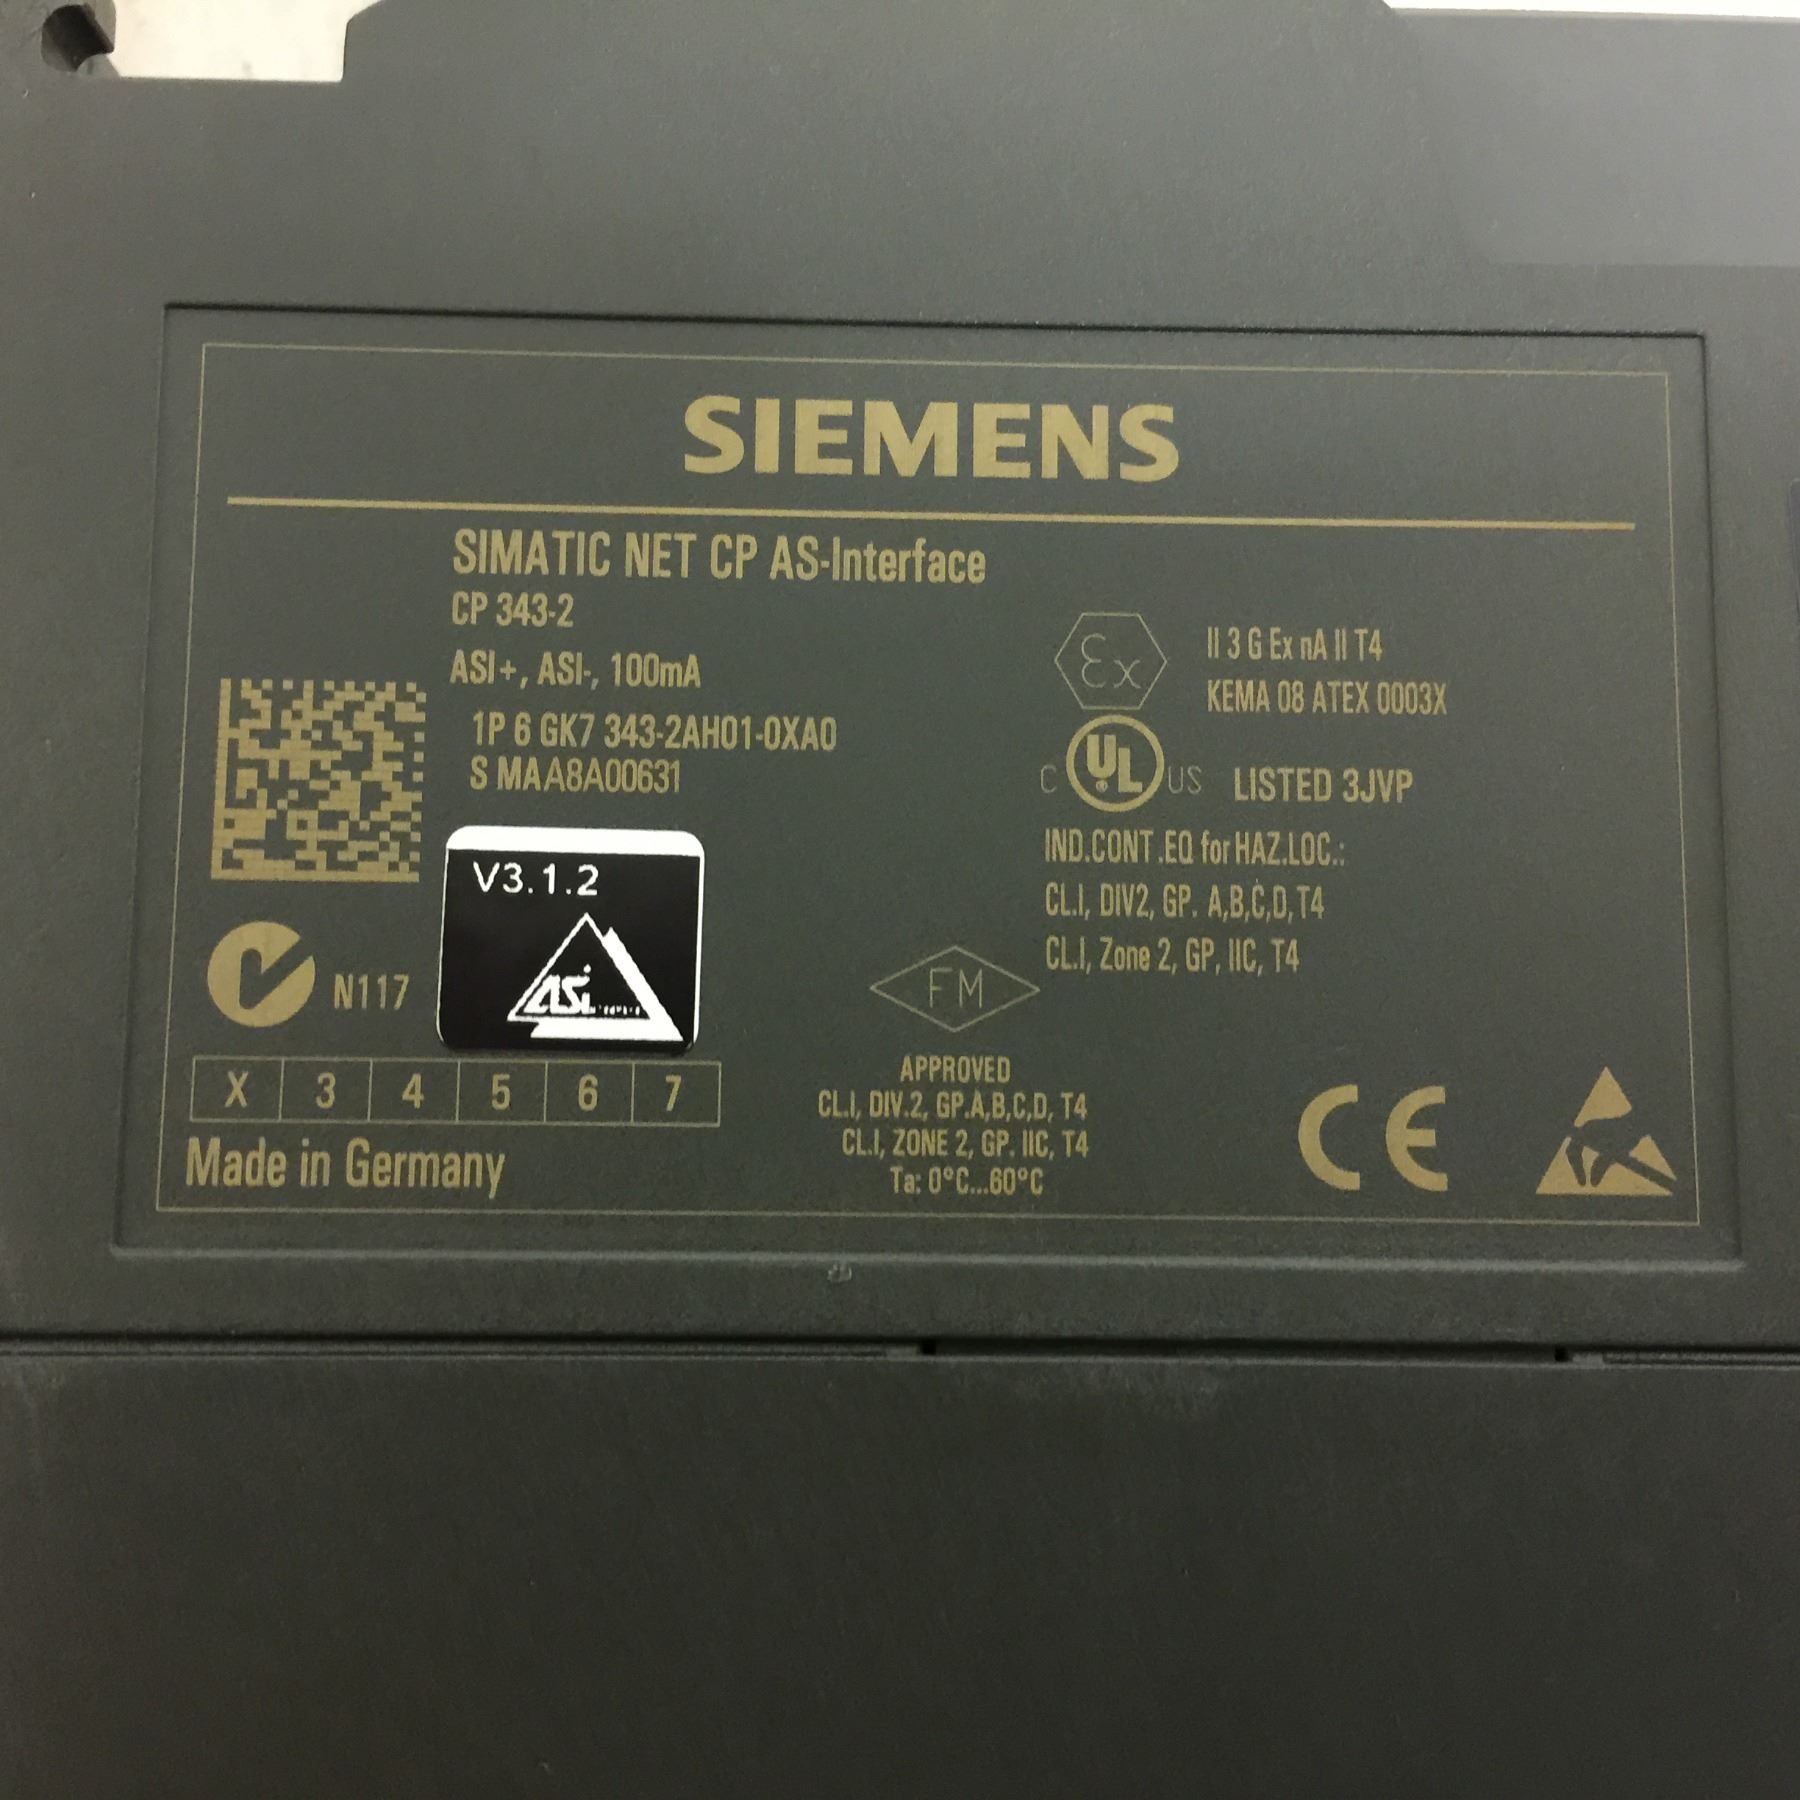 SIEMENS
SIMATIC NET CP AS-Interface
CP 343-2
ASI+, ASI-, 100mA
1P 6 GK7 343-2AH01-0XA0
S MAA8A00631
V3.1.2
ASi
N117
X 3 4 5 6 7
Made in Germany
Ex
II 3 G Ex nA II T4
KEMA 08 ATEX 0003X
C UL US LISTED 3JVP
IND.CONT.EQ for HAZ.LOC.:
CL.I, DIV2, GP. A,B,C,D,T4
CL.I, Zone 2, GP, IIC, T4
FM
APPROVED
CL.I, DIV.2, GP.A,B,C,D, T4
CL.I, ZONE 2, GP. IIC, T4
Ta: 0°C...60°C
CE